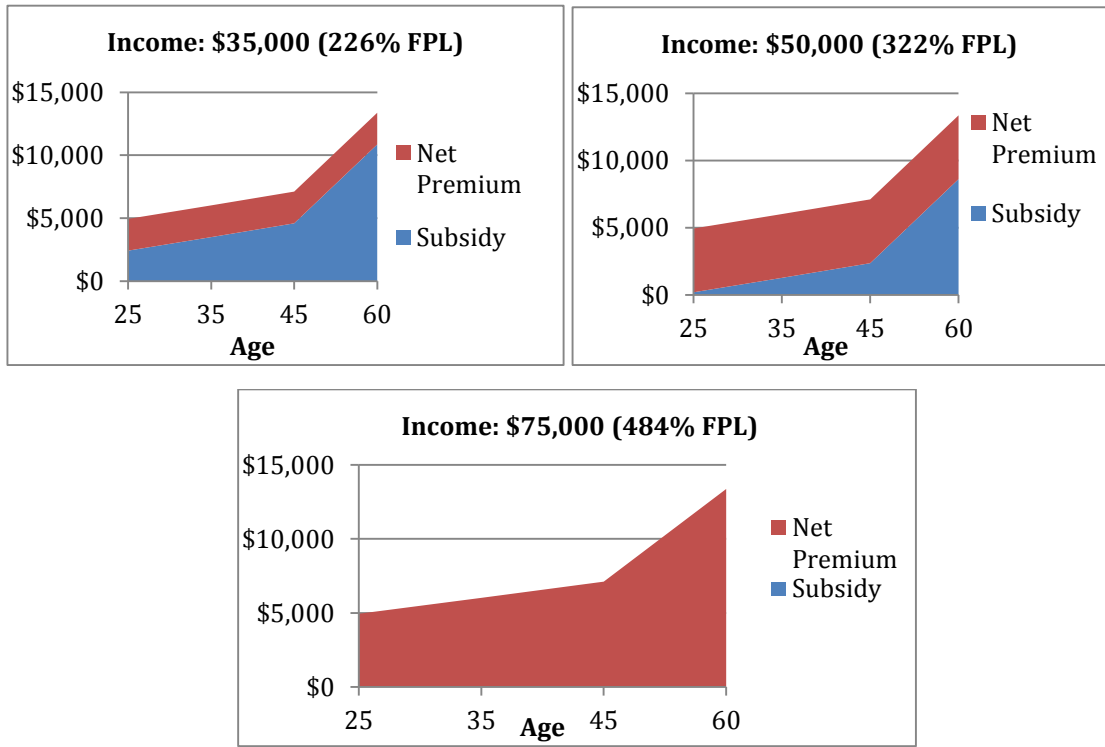 Income: $35,000 (226% FPL)
$15,000
$10,000
$5,000
$0
25 35 45 60
Age
Net
Premium
Subsidy
Income: $50,000 (322% FPL)
$15,000
$10,000
$5,000
$0
25 35 45 60
Age
Net
Premium
Subsidy
Income: $75,000 (484% FPL)
$15,000
$10,000
$5,000
$0
25 35 45 60
Age
Net
Premium
Subsidy